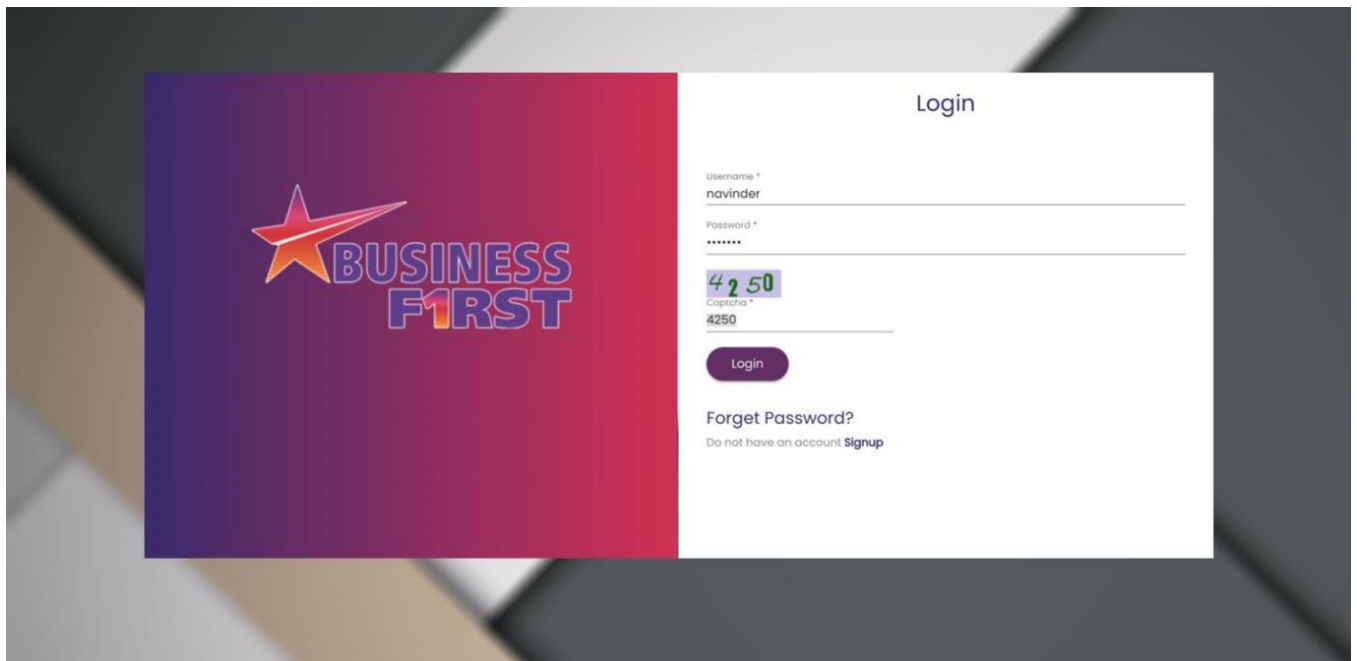 BUSINESS
F1RST
Login
Username *
navinder
Password *
•••••••
4250
Captcha *
4250
Login
Forget Password?
Do not have an account Signup